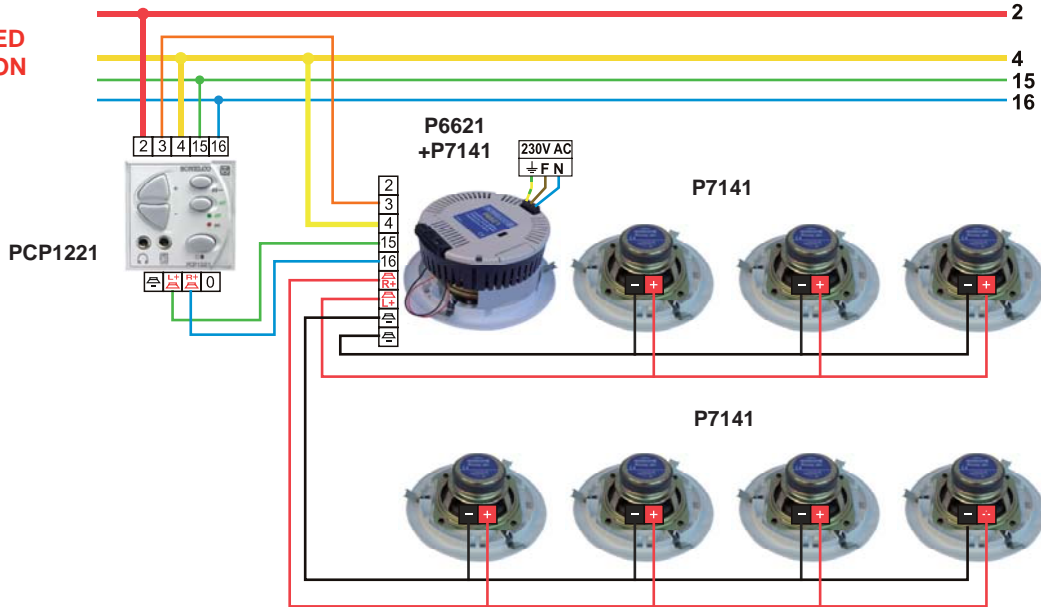 2
ED
ON
4
15
16
P6621
+P7141
230V AC
F N
2 3 4 15 16
P7141
2
3
4
15
16
R+
L+
PCP1221
L+ R+ 0
- + - + - +
P7141
- + - + - +